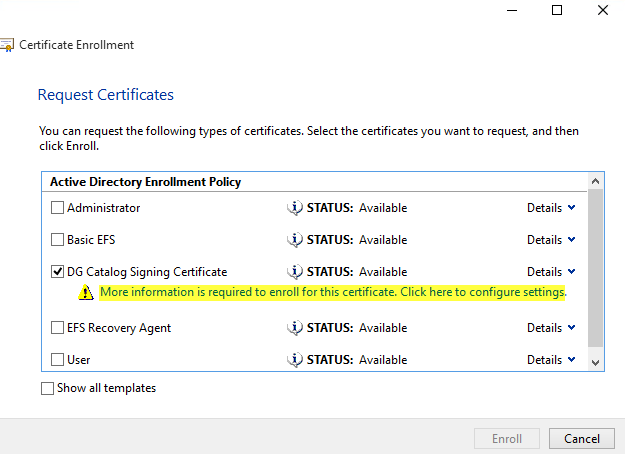 Certificate Enrollment
Request Certificates
You can request the following types of certificates. Select the certificates you want to request, and then
click Enroll.
Active Directory Enrollment Policy
Administrator STATUS: Available Details
Basic EFS STATUS: Available Details
DG Catalog Signing Certificate STATUS: Available Details
More information is required to enroll for this certificate. Click here to configure settings.
EFS Recovery Agent STATUS: Available Details
User STATUS: Available Details
Show all templates
Enroll Cancel